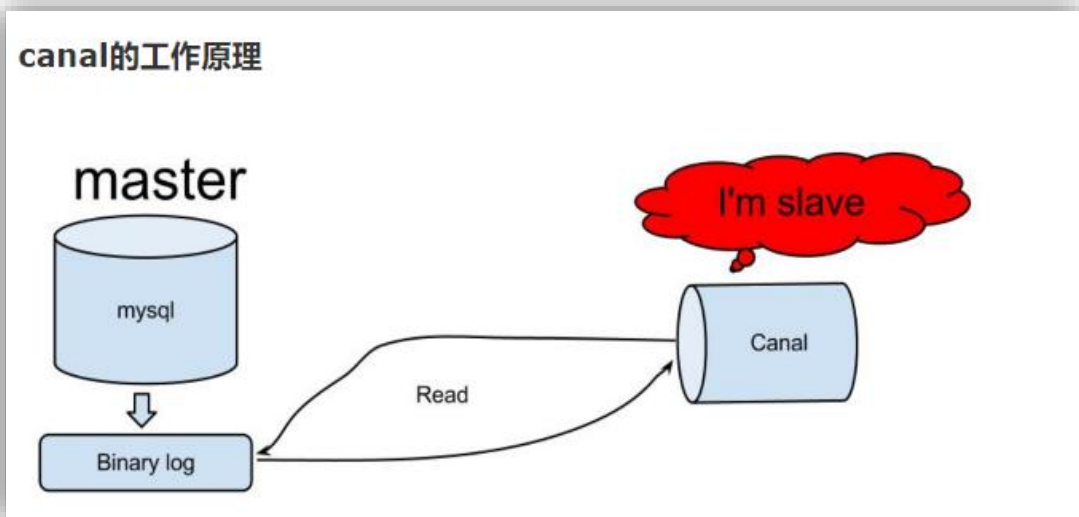 canal的工作原理
master
I'm slave
mysql
Canal
Read
Binary log